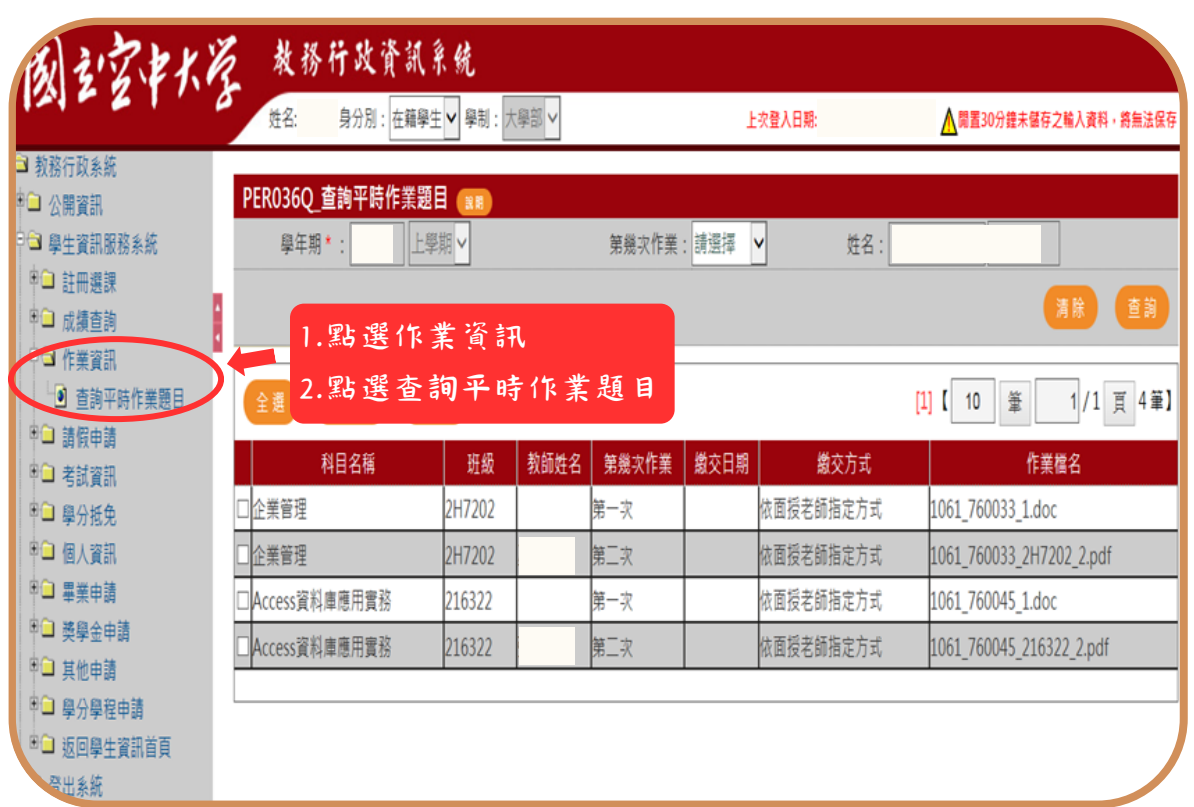 國立空中大學 教務行政資訊系統
姓名: 身分別：在籍學生 學制：大學部 上次登入日期: 閒置30分鐘未儲存之輸入資料，將無法保存
教務行政系統
公開資訊
學生資訊服務系統
註冊選課
成績查詢
作業資訊
查詢平時作業題目
請假申請
考試資訊
學分抵免
個人資訊
畢業申請
獎學金申請
其他申請
學分學程申請
返回學生資訊首頁
登出系統
PER036Q_查詢平時作業題目 說明
學年期*： 上學期 第幾次作業：請選擇 姓名：
清除 查詢
1.點選作業資訊
2.點選查詢平時作業題目
全選 [1]【 10 筆 1/1 頁 4筆】
科目名稱 班級 教師姓名 第幾次作業 繳交日期 繳交方式 作業檔名
企業管理 2H7202 第一次 依面授老師指定方式 1061_760033_1.doc
企業管理 2H7202 第二次 依面授老師指定方式 1061_760033_2H7202_2.pdf
Access資料庫應用實務 216322 第一次 依面授老師指定方式 1061_760045_1.doc
Access資料庫應用實務 216322 第二次 依面授老師指定方式 1061_760045_216322_2.pdf